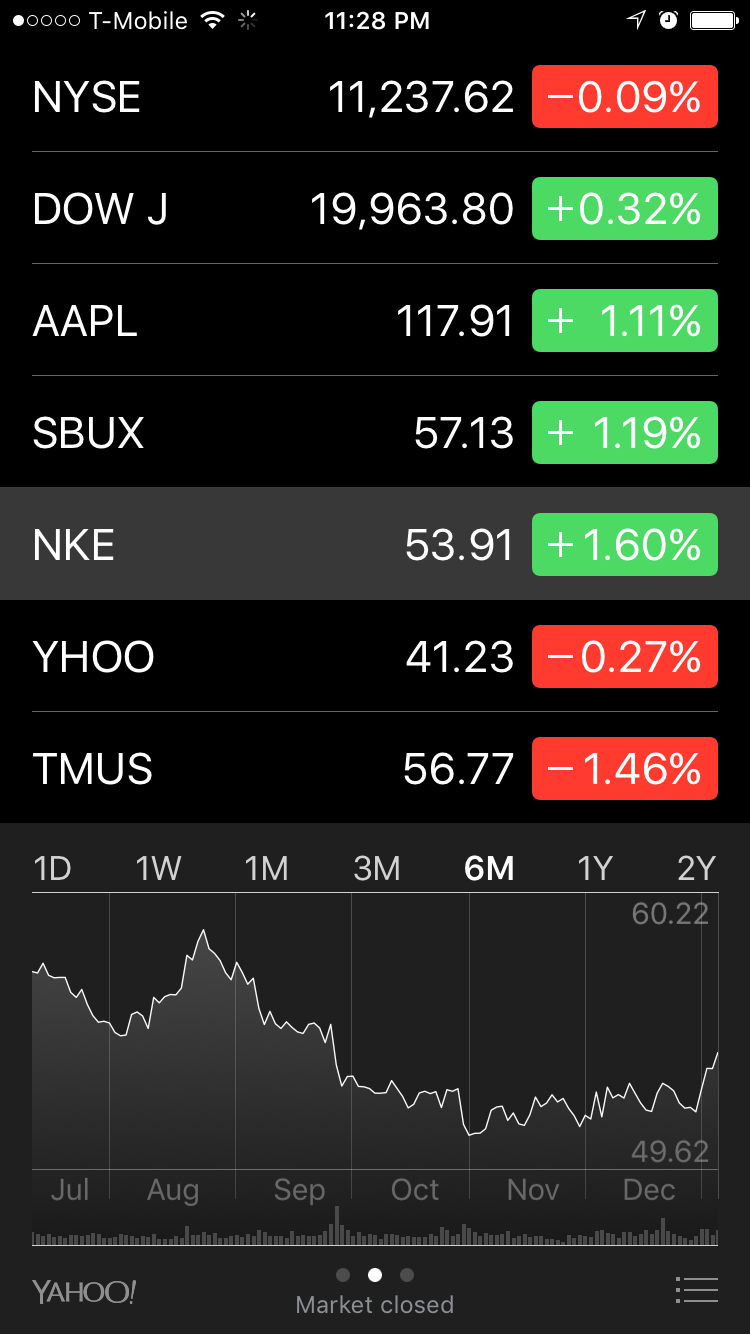 T-Mobile 11:28 PM
NYSE 11,237.62 −0.09%
DOW J 19,963.80 +0.32%
AAPL 117.91 + 1.11%
SBUX 57.13 + 1.19%
NKE 53.91 +1.60%
YHOO 41.23 −0.27%
TMUS 56.77 −1.46%
1D 1W 1M 3M 6M 1Y 2Y
60.22
49.62
Jul Aug Sep Oct Nov Dec
YAHOO!
Market closed